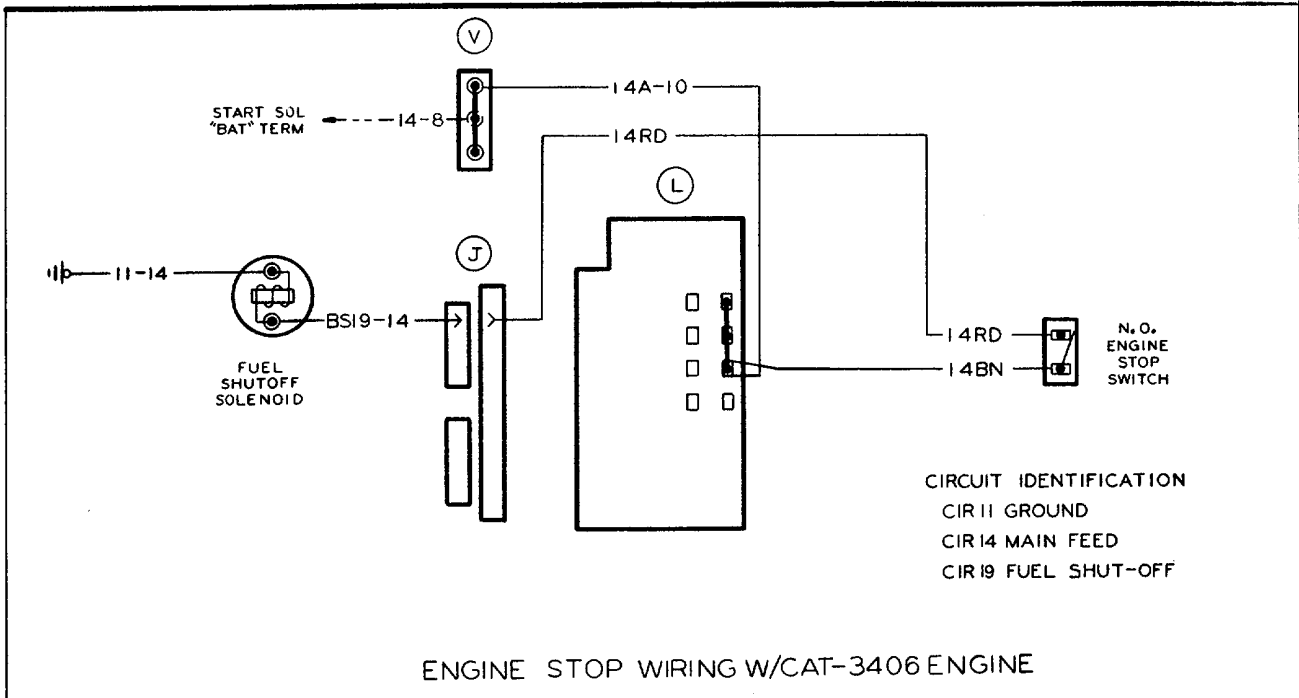 V
14A-10
START SOL
"BAT" TERM
14-8
14RD
L
J
11-14
BS19-14
14RD
N.O.
ENGINE
STOP
SWITCH
14BN
FUEL
SHUTOFF
SOLENOID
CIRCUIT IDENTIFICATION
CIR 11 GROUND
CIR 14 MAIN FEED
CIR 19 FUEL SHUT-OFF
ENGINE STOP WIRING W/CAT-3406 ENGINE